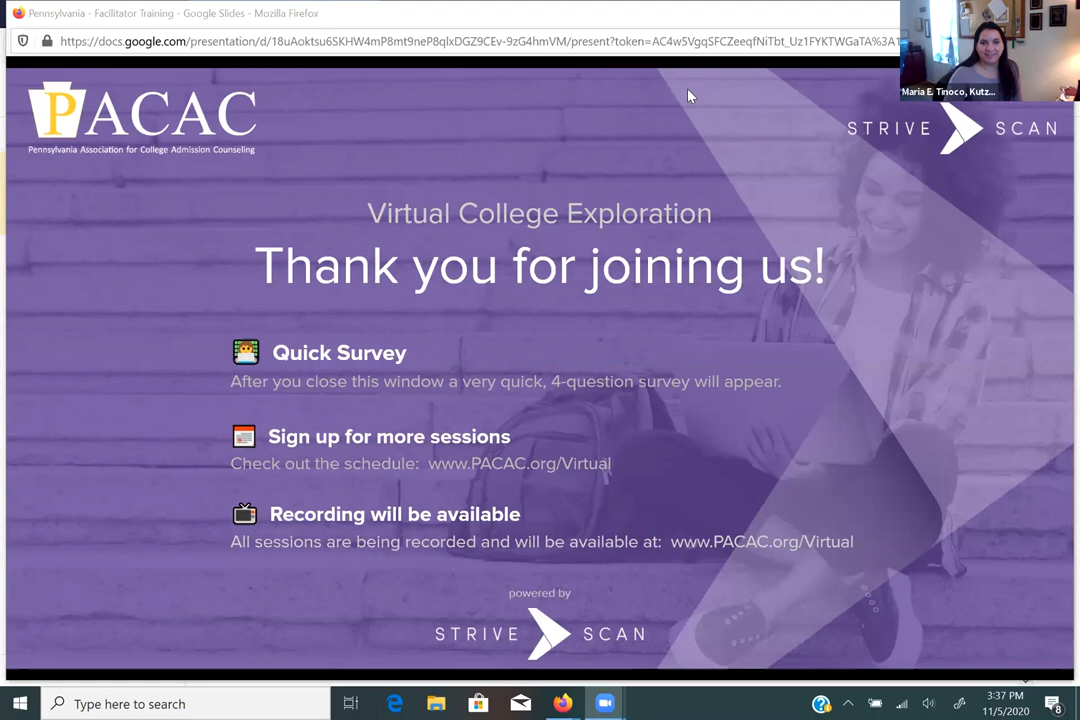 Pennsylvania - Facilitator Training - Google Slides - Mozilla Firefox
https://docs.google.com/presentation/d/18uAoktsu6SKHW4mP8mt9neP8qlxDGZ9CEv-9zG4hmVM/present?token=AC4w5VgqSFCZeeqfNiTbt_Uz1FYKTWGaTA%3A1
Maria E. Tinoco, Kutz...
PACAC
Pennsylvania Association for College Admission Counseling
STRIVE SCAN
Virtual College Exploration
Thank you for joining us!
Quick Survey
After you close this window a very quick, 4-question survey will appear.
Sign up for more sessions
Check out the schedule: www.PACAC.org/Virtual
Recording will be available
All sessions are being recorded and will be available at: www.PACAC.org/Virtual
powered by
STRIVE SCAN
Type here to search
3:37 PM
11/5/2020
8